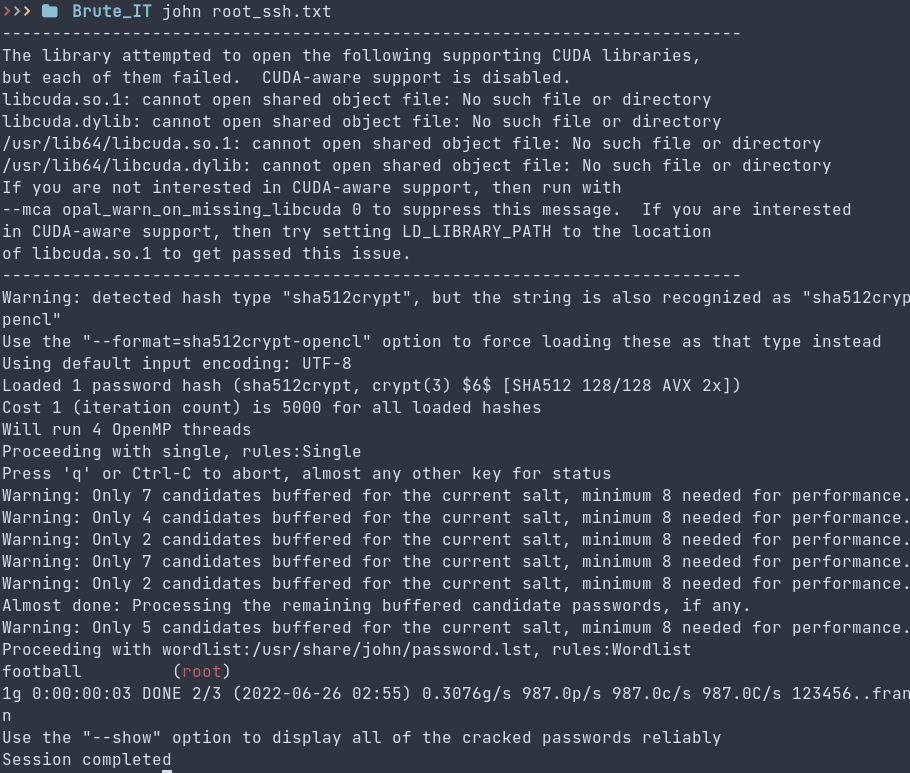 >>> Brute_IT john root_ssh.txt
--------------------------------------------------------------------------
The library attempted to open the following supporting CUDA libraries,
but each of them failed.  CUDA-aware support is disabled.
libcuda.so.1: cannot open shared object file: No such file or directory
libcuda.dylib: cannot open shared object file: No such file or directory
/usr/lib64/libcuda.so.1: cannot open shared object file: No such file or directory
/usr/lib64/libcuda.dylib: cannot open shared object file: No such file or directory
If you are not interested in CUDA-aware support, then run with
--mca opal_warn_on_missing_libcuda 0 to suppress this message.  If you are interested
in CUDA-aware support, then try setting LD_LIBRARY_PATH to the location
of libcuda.so.1 to get passed this issue.
--------------------------------------------------------------------------
Warning: detected hash type "sha512crypt", but the string is also recognized as "sha512cryp
pencl"
Use the "--format=sha512crypt-opencl" option to force loading these as that type instead
Using default input encoding: UTF-8
Loaded 1 password hash (sha512crypt, crypt(3) $6$ [SHA512 128/128 AVX 2x])
Cost 1 (iteration count) is 5000 for all loaded hashes
Will run 4 OpenMP threads
Proceeding with single, rules:Single
Press 'q' or Ctrl-C to abort, almost any other key for status
Warning: Only 7 candidates buffered for the current salt, minimum 8 needed for performance.
Warning: Only 4 candidates buffered for the current salt, minimum 8 needed for performance.
Warning: Only 2 candidates buffered for the current salt, minimum 8 needed for performance.
Warning: Only 7 candidates buffered for the current salt, minimum 8 needed for performance.
Warning: Only 2 candidates buffered for the current salt, minimum 8 needed for performance.
Almost done: Processing the remaining buffered candidate passwords, if any.
Warning: Only 5 candidates buffered for the current salt, minimum 8 needed for performance.
Proceeding with wordlist:/usr/share/john/password.lst, rules:Wordlist
football         (root)
1g 0:00:00:03 DONE 2/3 (2022-06-26 02:55) 0.3076g/s 987.0p/s 987.0c/s 987.0C/s 123456..fran
n
Use the "--show" option to display all of the cracked passwords reliably
Session completed